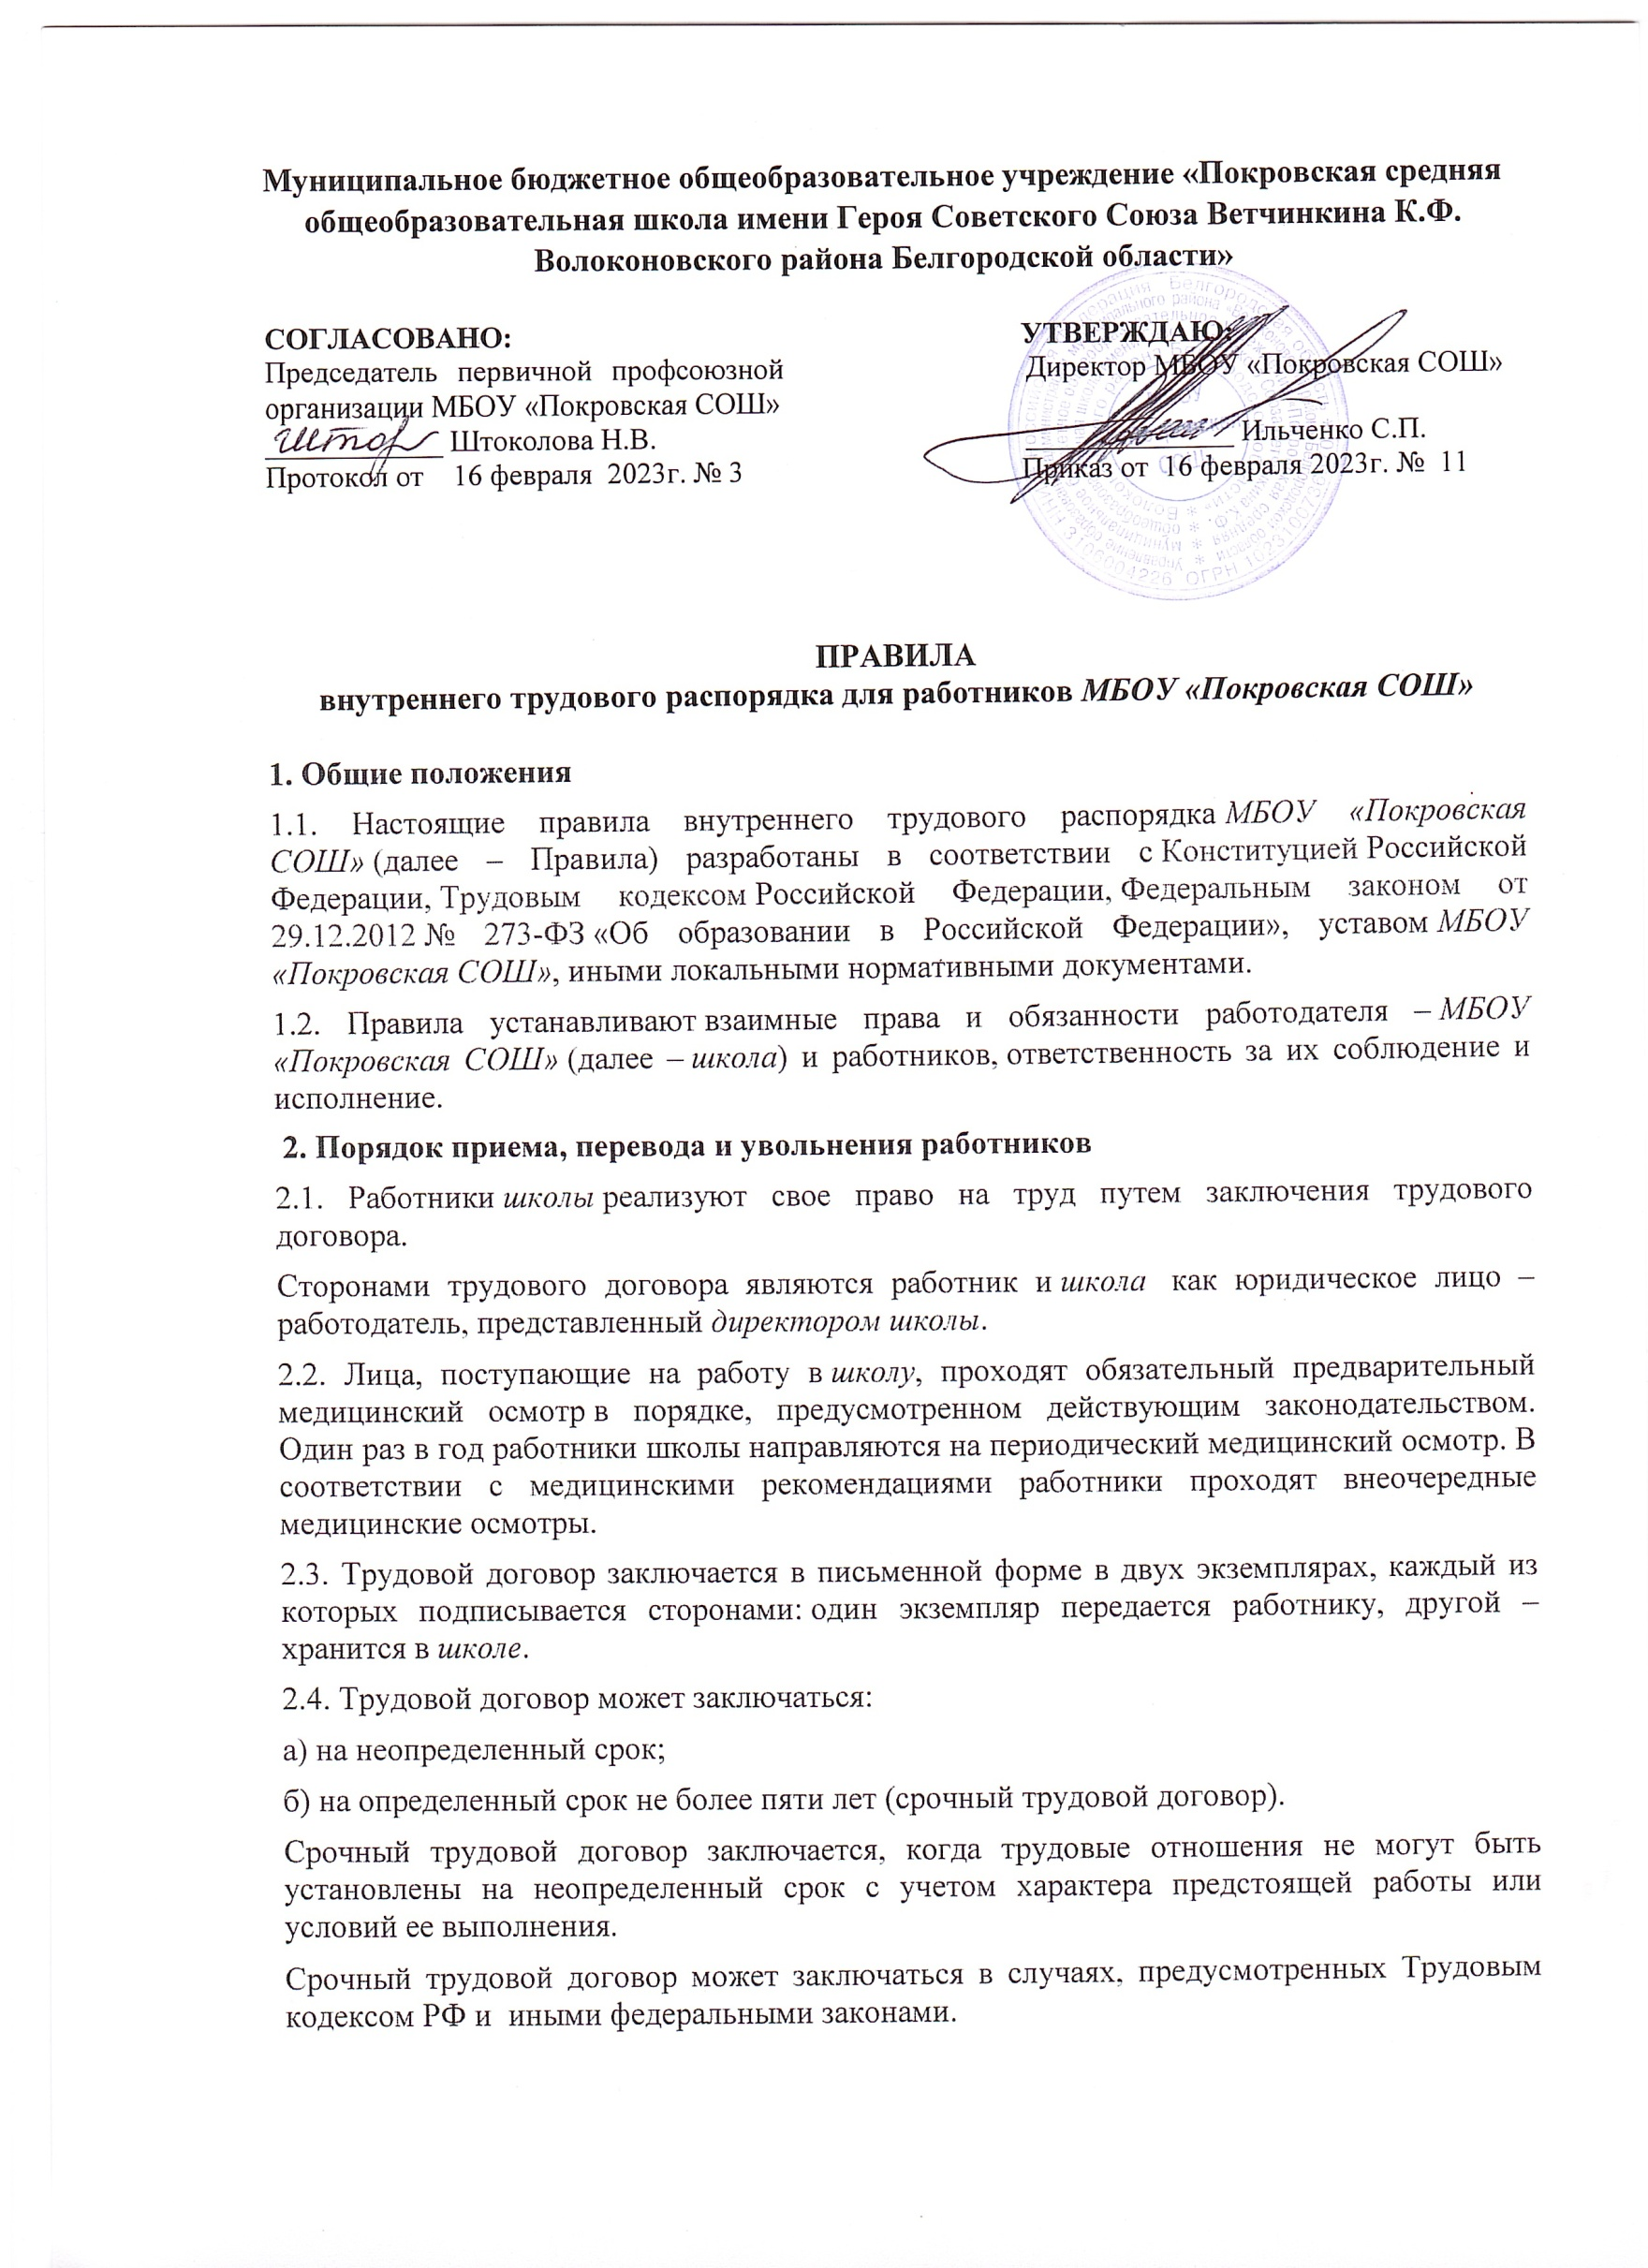 Муниципальное бюджетное общеобразовательное учреждение «Покровская средняя
общеобразовательная школа имени Героя Советского Союза Ветчинкина К.Ф.
Волоконовского района Белгородской области»
СОГЛАСОВАНО:
Председатель первичной профсоюзной
организации МБОУ «Покровская СОШ»
Штоколова Н.В.
Протокол от 16 февраля 2023г. № 3
УТВЕРЖДАЮ:
Директор МБОУ «Покровская СОШ»
Ильченко С.П.
Приказ от 16 февраля 2023г. № 11
ПРАВИЛА
внутреннего трудового распорядка для работников МБОУ «Покровская СОШ»
1. Общие положения
1.1. Настоящие правила внутреннего трудового распорядка МБОУ «Покровская
СОШ» (далее – Правила) разработаны в соответствии с Конституцией Российской
Федерации, Трудовым кодексом Российской Федерации, Федеральным законом от
29.12.2012 № 273-ФЗ «Об образовании в Российской Федерации», уставом МБОУ
«Покровская СОШ», иными локальными нормативными документами.
1.2. Правила устанавливают взаимные права и обязанности работодателя – МБОУ
«Покровская СОШ» (далее – школа) и работников, ответственность за их соблюдение и
исполнение.
2. Порядок приема, перевода и увольнения работников
2.1. Работники школы реализуют свое право на труд путем заключения трудового
договора.
Сторонами трудового договора являются работник и школа как юридическое лицо –
работодатель, представленный директором школы.
2.2. Лица, поступающие на работу в школу, проходят обязательный предварительный
медицинский осмотр в порядке, предусмотренном действующим законодательством.
Один раз в год работники школы направляются на периодический медицинский осмотр. В
соответствии с медицинскими рекомендациями работники проходят внеочередные
медицинские осмотры.
2.3. Трудовой договор заключается в письменной форме в двух экземплярах, каждый из
которых подписывается сторонами: один экземпляр передается работнику, другой –
хранится в школе.
2.4. Трудовой договор может заключаться:
а) на неопределенный срок;
б) на определенный срок не более пяти лет (срочный трудовой договор).
Срочный трудовой договор заключается, когда трудовые отношения не могут быть
установлены на неопределенный срок с учетом характера предстоящей работы или
условий ее выполнения.
Срочный трудовой договор может заключаться в случаях, предусмотренных Трудовым
кодексом РФ и иными федеральными законами.